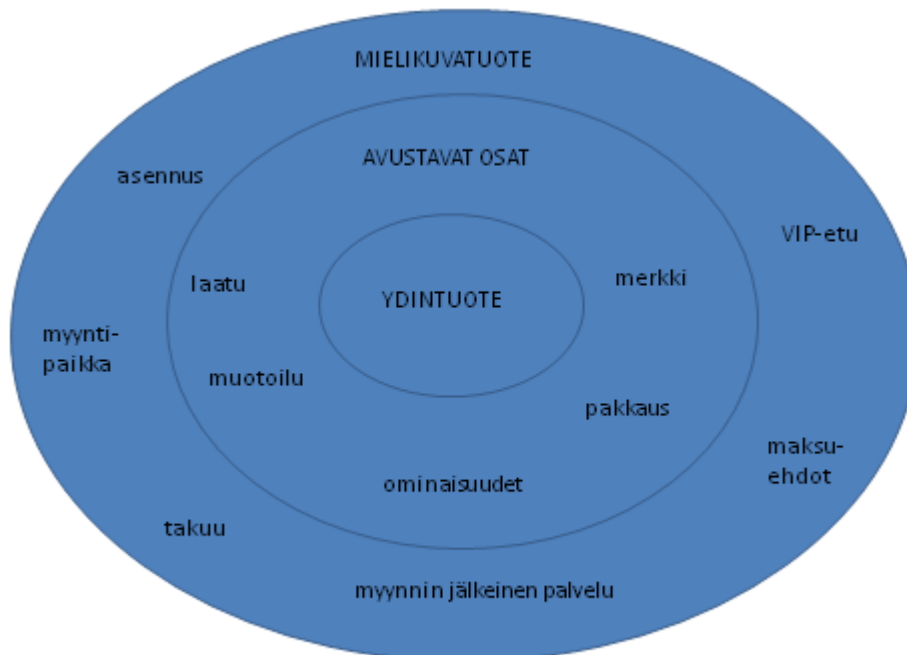 MIELIKUVATUOTE
AVUSTAVAT OSAT
asennus
VIP-etu
laatu
merkki
YDINTUOTE
myynti-
paikka
muotoilu
pakkaus
maksu-
ehdot
ominaisuudet
takuu
myynnin jälkeinen palvelu